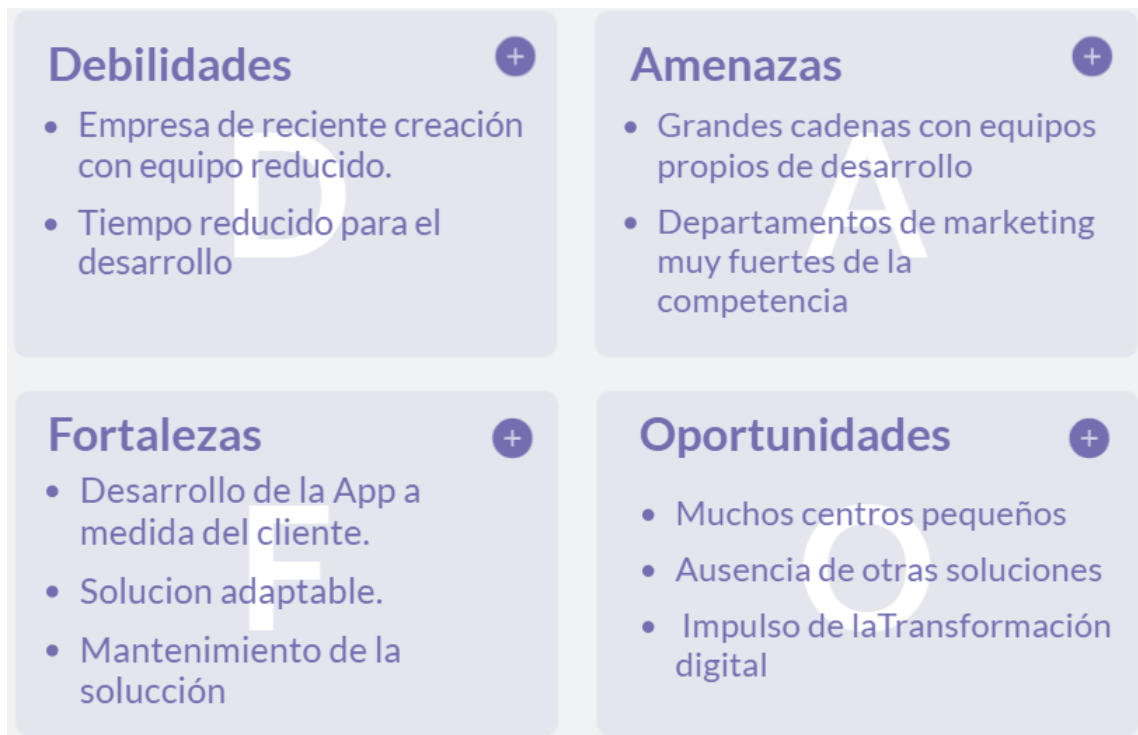 Debilidades
+
• Empresa de reciente creación
con equipo reducido.
• Tiempo reducido para el
desarrollo
D
Amenazas
+
• Grandes cadenas con equipos
propios de desarrollo
• Departamentos de marketing
muy fuertes de la
competencia
A
Fortalezas
+
• Desarrollo de la App a
medida del cliente.
• Solucion adaptable.
• Mantenimiento de la
solucción
F
Oportunidades
+
• Muchos centros pequeños
• Ausencia de otras soluciones
• Impulso de laTransformación
digital
O